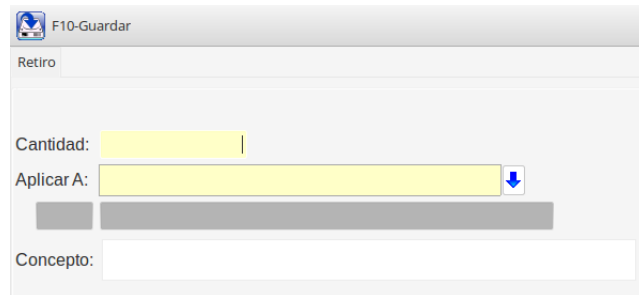 F10-Guardar
Retiro
Cantidad:
Aplicar A:
Concepto: